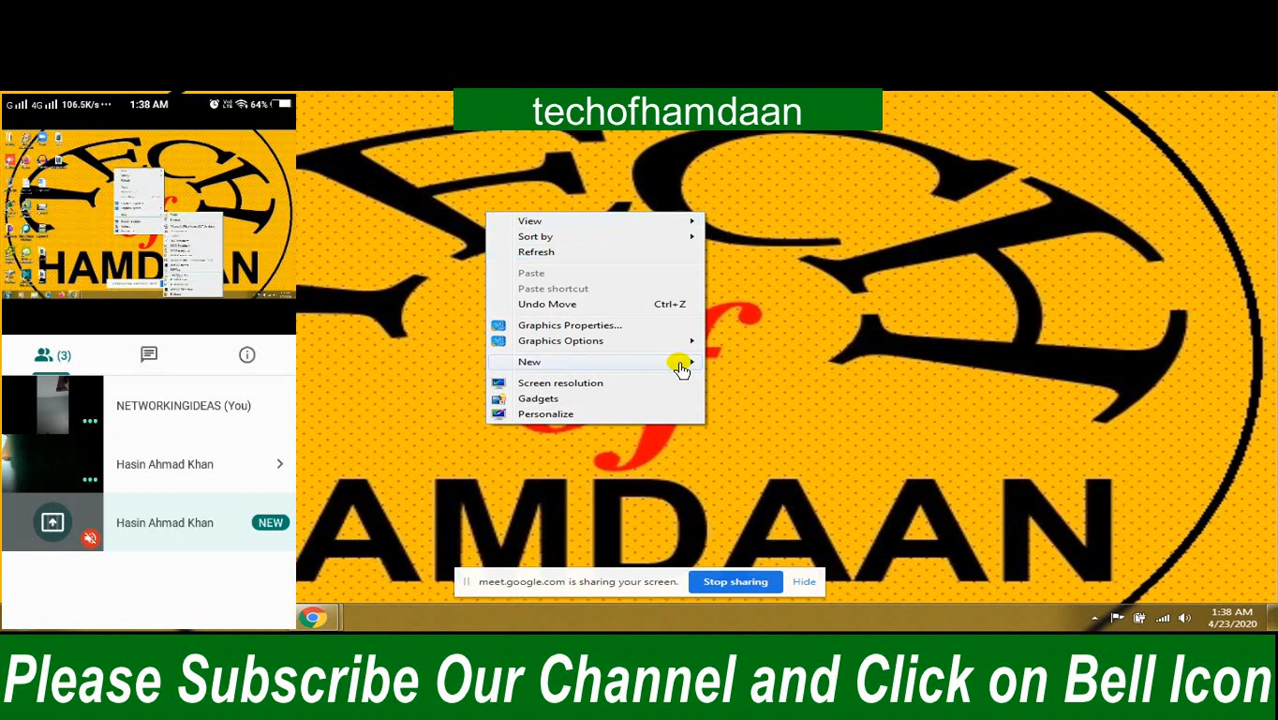 techofhamdaan
G 4G 106.5K/s ··· 1:38 AM 64%
HAMDAAN
(3)
NETWORKINGIDEAS (You)
Hasin Ahmad Khan
Hasin Ahmad Khan NEW
View
Sort by
Refresh
Paste
Paste shortcut
Undo Move Ctrl+Z
Graphics Properties...
Graphics Options
New
Screen resolution
Gadgets
Personalize
of
AMDAAN
meet.google.com is sharing your screen. Stop sharing Hide
1:38 AM
4/23/2020
Please Subscribe Our Channel and Click on Bell Icon